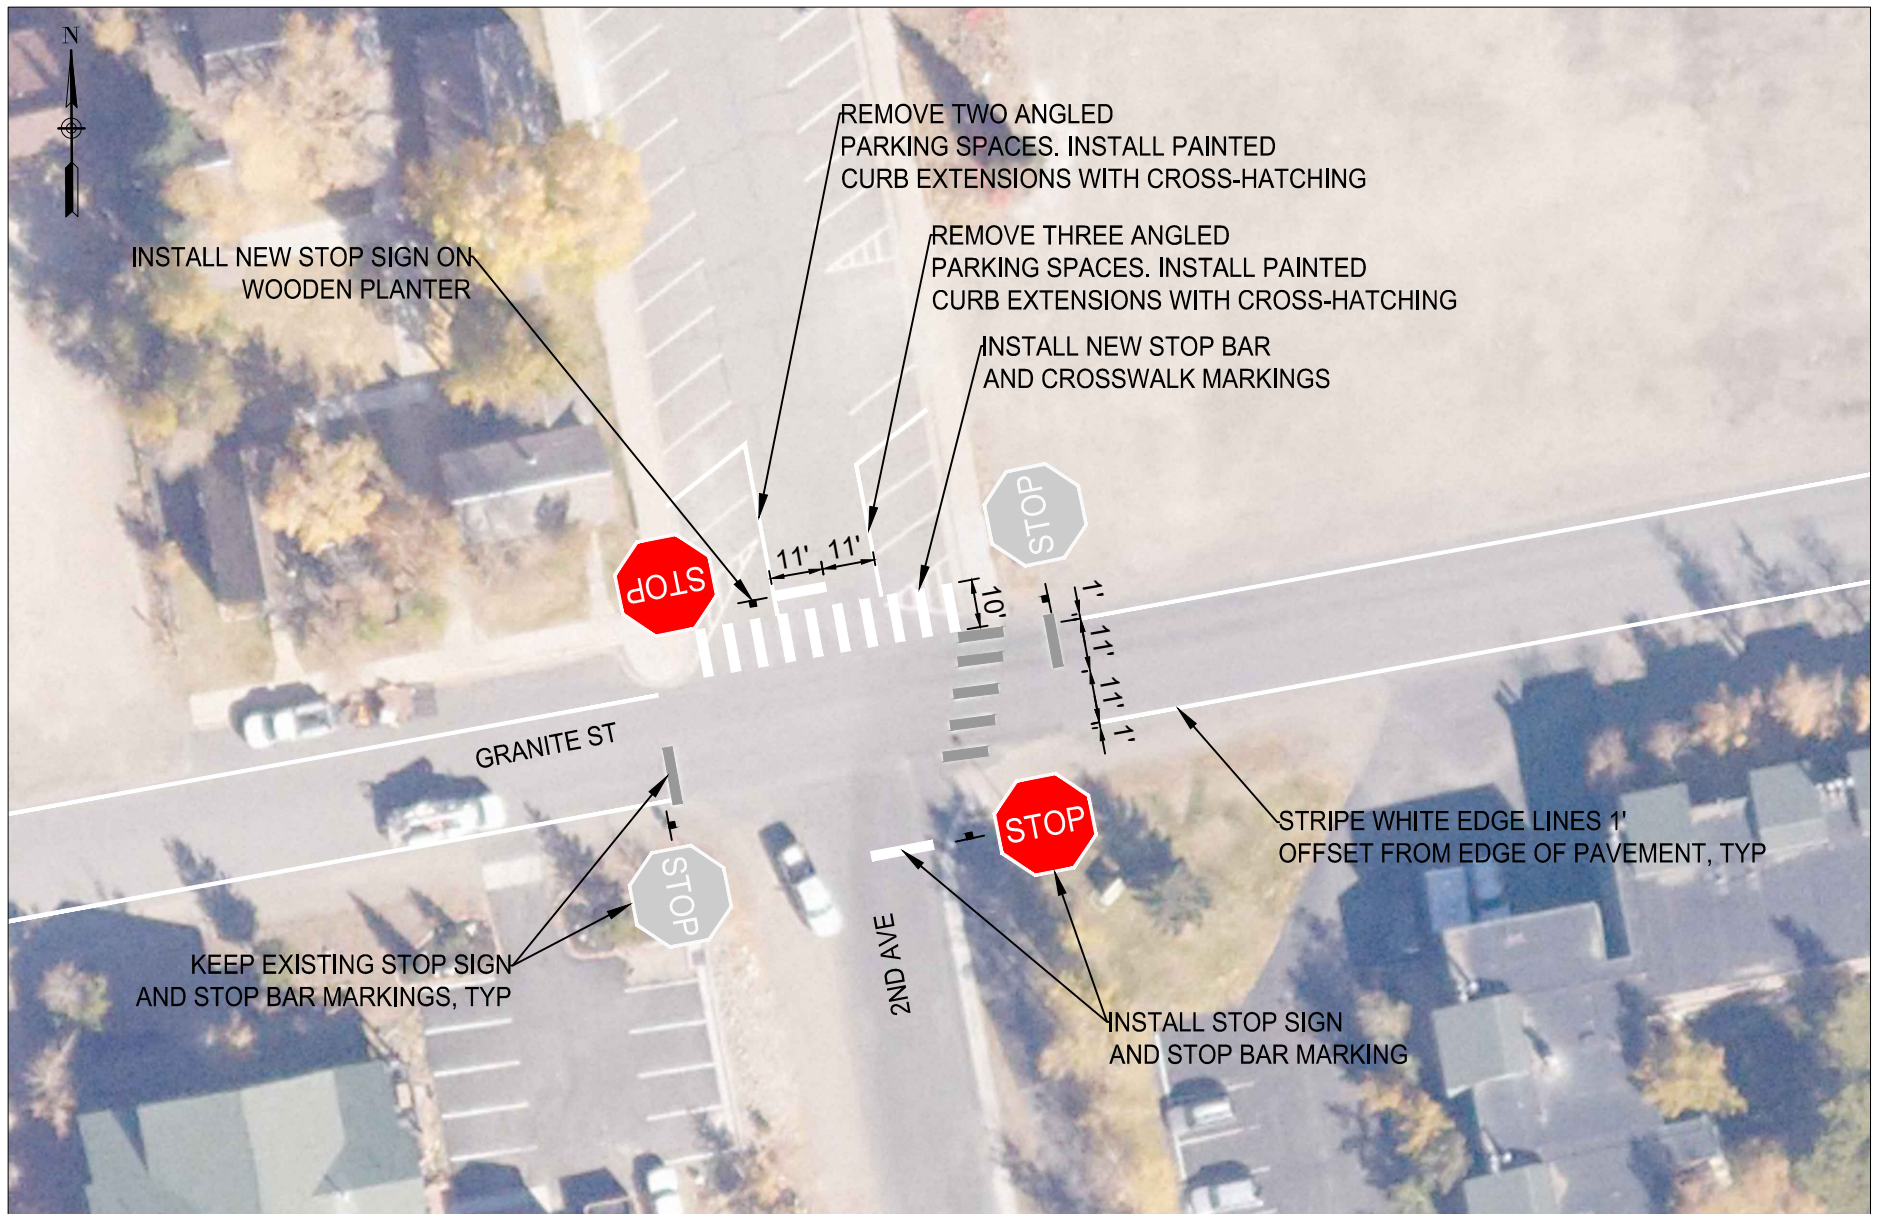 N
REMOVE TWO ANGLED
PARKING SPACES. INSTALL PAINTED
CURB EXTENSIONS WITH CROSS-HATCHING
REMOVE THREE ANGLED
PARKING SPACES. INSTALL PAINTED
CURB EXTENSIONS WITH CROSS-HATCHING
INSTALL NEW STOP SIGN ON
WOODEN PLANTER
INSTALL NEW STOP BAR
AND CROSSWALK MARKINGS
STOP
STOP
11'
11'
10'
1'
11'
11'
1'
GRANITE ST
STOP
STRIPE WHITE EDGE LINES 1'
OFFSET FROM EDGE OF PAVEMENT, TYP
STOP
2ND AVE
KEEP EXISTING STOP SIGN
AND STOP BAR MARKINGS, TYP
INSTALL STOP SIGN
AND STOP BAR MARKING